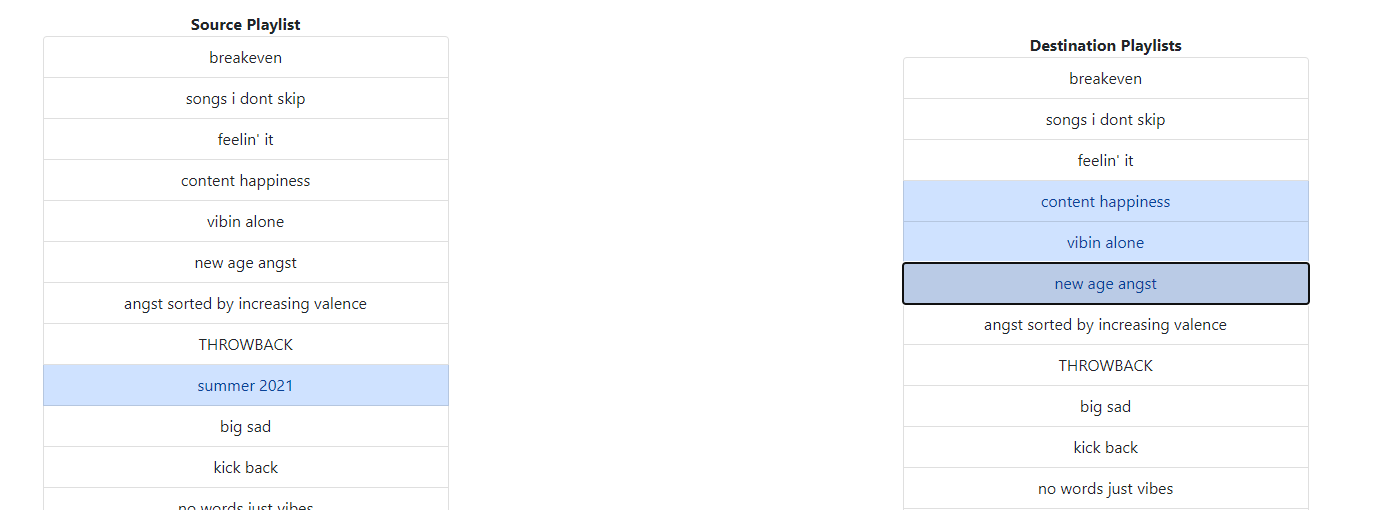 Source Playlist
breakeven
songs i dont skip
feelin' it
content happiness
vibin alone
new age angst
angst sorted by increasing valence
THROWBACK
summer 2021
big sad
kick back
no words just vibes
Destination Playlists
breakeven
songs i dont skip
feelin' it
content happiness
vibin alone
new age angst
angst sorted by increasing valence
THROWBACK
big sad
kick back
no words just vibes